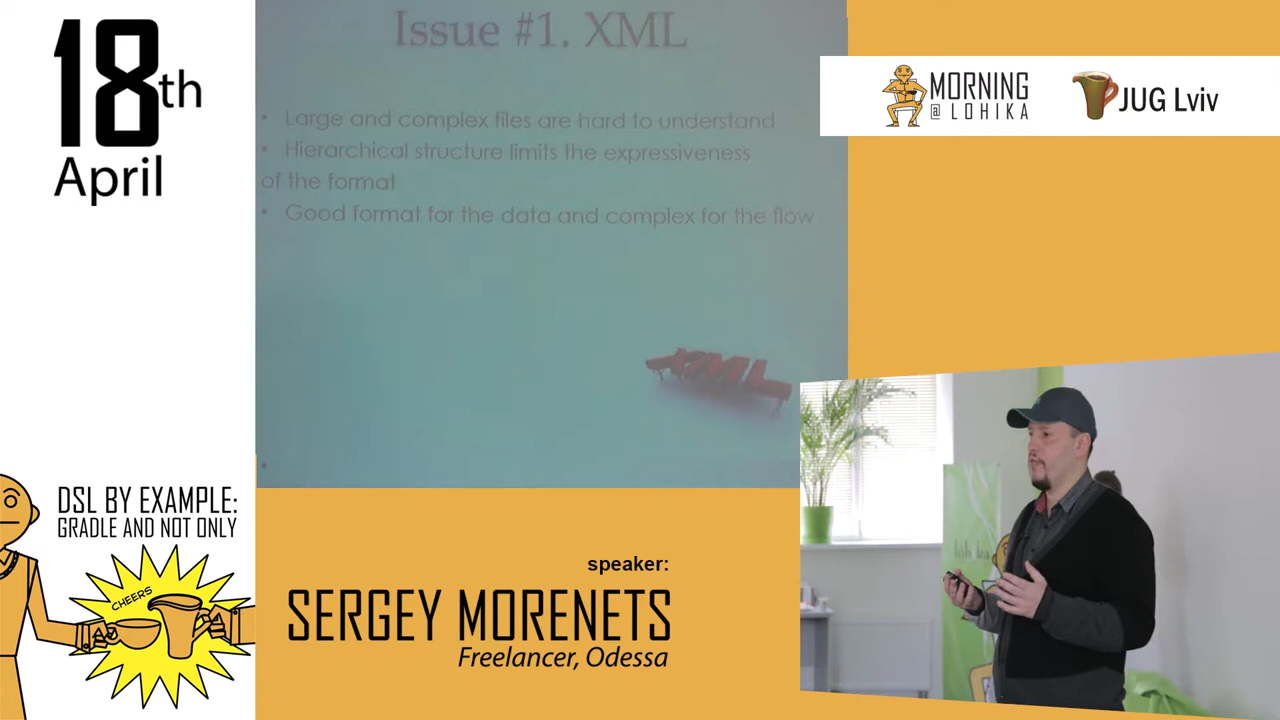 18th
April
Issue #1. XML
• Large and complex files are hard to understand
• Hierarchical structure limits the expressiveness
of the format
• Good format for the data and complex for the flow
XML
MORNING
@ LOHIKA
JUG Lviv
DSL BY EXAMPLE:
GRADLE AND NOT ONLY
CHEERS
speaker:
SERGEY MORENETS
Freelancer, Odessa